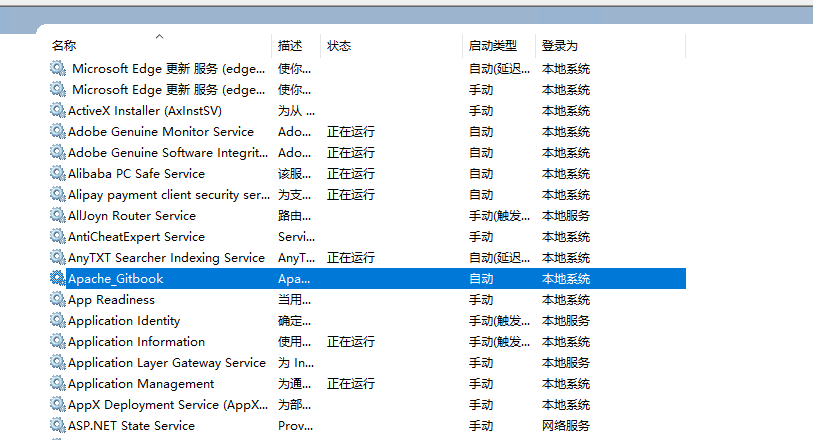 名称 描述 状态 启动类型 登录为
Microsoft Edge 更新 服务 (edge... 使你... 自动(延迟... 本地系统
Microsoft Edge 更新 服务 (edge... 使你... 手动 本地系统
ActiveX Installer (AxInstSV) 为从 ... 手动 本地系统
Adobe Genuine Monitor Service Ado... 正在运行 自动 本地系统
Adobe Genuine Software Integrit... Ado... 正在运行 自动 本地系统
Alibaba PC Safe Service 该服... 正在运行 自动 本地系统
Alipay payment client security ser... 为支... 正在运行 自动 本地系统
AllJoyn Router Service 路由... 手动(触发... 本地服务
AntiCheatExpert Service Servi... 手动 本地系统
AnyTXT Searcher Indexing Service AnyT... 正在运行 自动(延迟... 本地系统
Apache_Gitbook Apa... 自动 本地系统
App Readiness 当用... 手动 本地系统
Application Identity 确定... 手动(触发... 本地服务
Application Information 使用... 正在运行 手动(触发... 本地系统
Application Layer Gateway Service 为 In... 手动 本地服务
Application Management 为通... 正在运行 手动 本地系统
AppX Deployment Service (AppX... 为部... 手动 本地系统
ASP.NET State Service Prov... 手动 网络服务